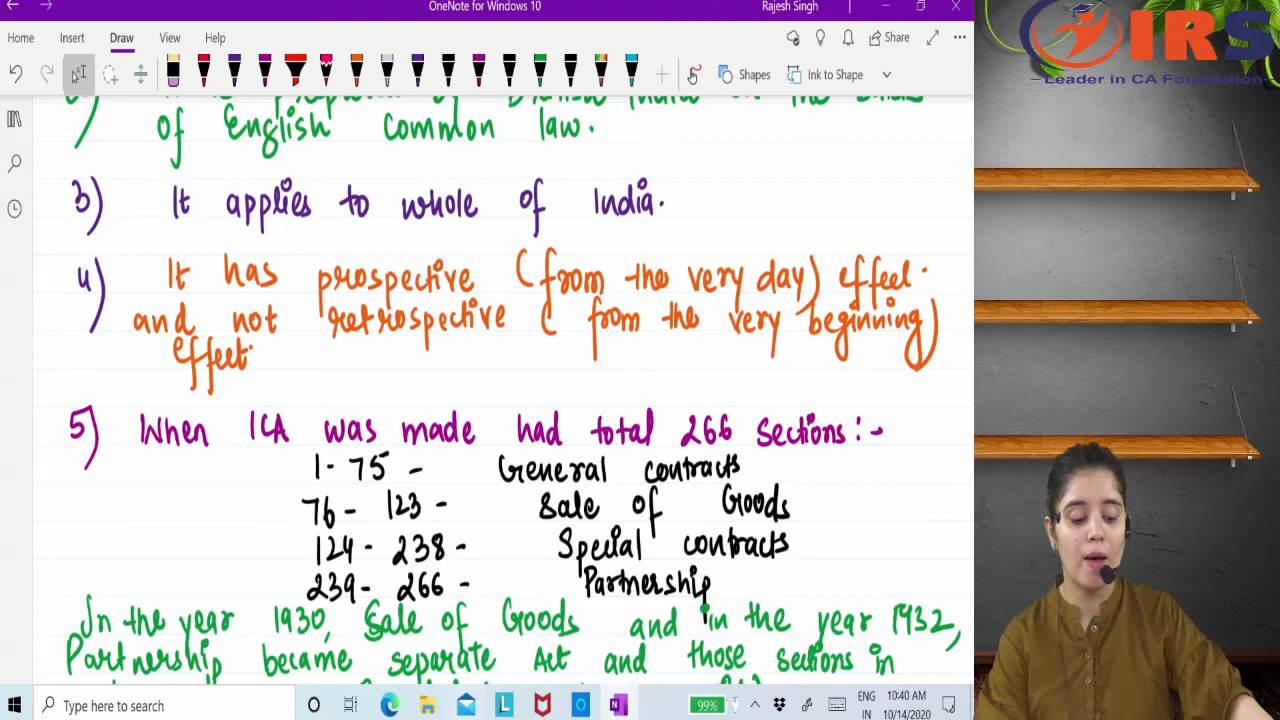 OneNote for Windows 10
Rajesh Singh
Home Insert Draw View Help
Share
Shapes
Ink to Shape
IRS
Leader in CA Foundation
of English common law.
3) It applies to whole of India.
4) It has prospective (from the very day) effect.
and not retrospective ( from the very beginning)
effect.
5) When ICA was made had total 266 sections :-
1 - 75 - General contracts
76 - 123 - Sale of Goods
124 - 238 - Special contracts
239 - 266 - Partnership
In the year 1930, Sale of Goods and in the year 1932,
Partnership became separate Act and those sections in
Type here to search
99%
ENG
IN
10:40 AM
10/14/2020